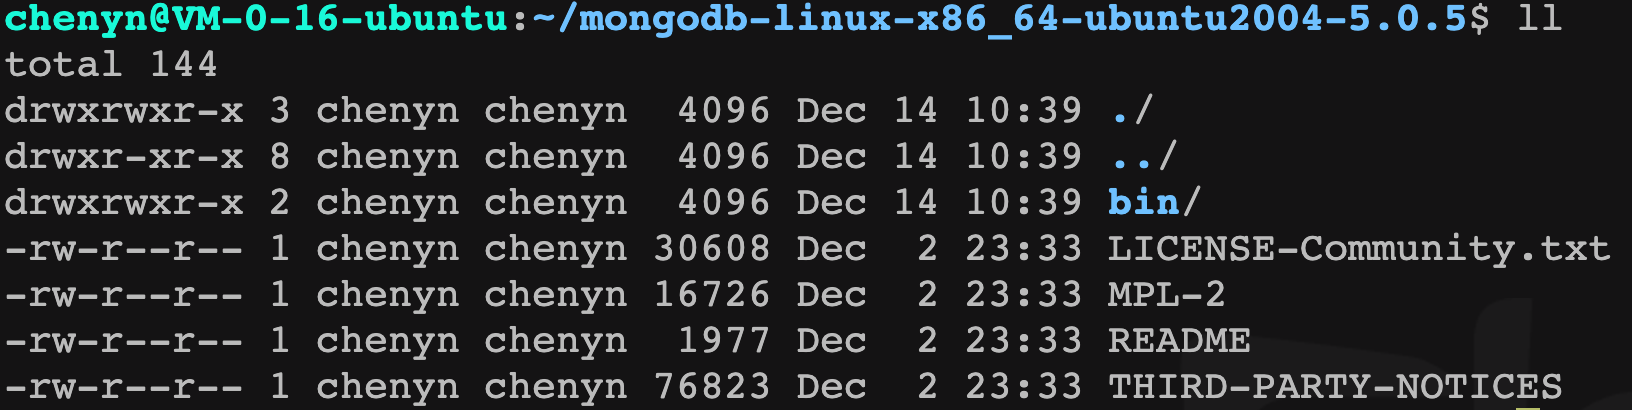 chenyn@VM-0-16-ubuntu:~/mongodb-linux-x86_64-ubuntu2004-5.0.5$ ll
total 144
drwxrwxr-x 3 chenyn chenyn  4096 Dec 14 10:39 ./
drwxr-xr-x 8 chenyn chenyn  4096 Dec 14 10:39 ../
drwxrwxr-x 2 chenyn chenyn  4096 Dec 14 10:39 bin/
-rw-r--r-- 1 chenyn chenyn 30608 Dec  2 23:33 LICENSE-Community.txt
-rw-r--r-- 1 chenyn chenyn 16726 Dec  2 23:33 MPL-2
-rw-r--r-- 1 chenyn chenyn  1977 Dec  2 23:33 README
-rw-r--r-- 1 chenyn chenyn 76823 Dec  2 23:33 THIRD-PARTY-NOTICES